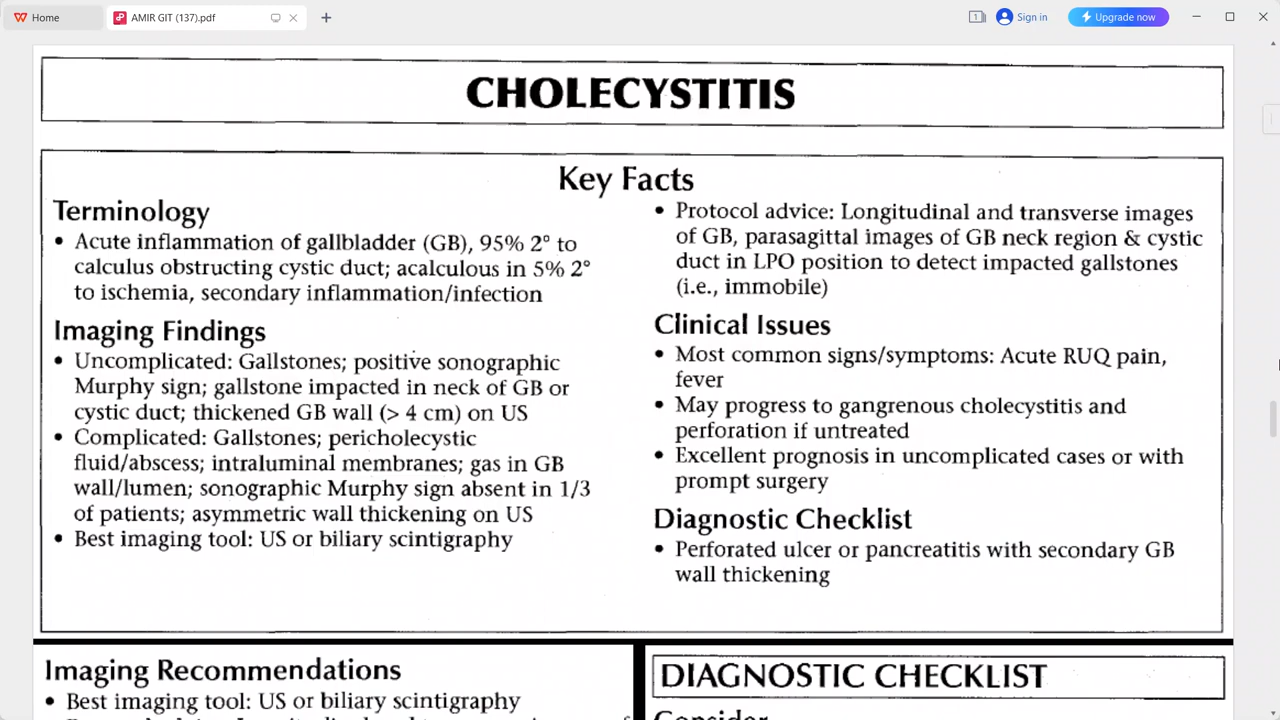 Home
AMIR GIT (137).pdf
1
Sign in
Upgrade now
CHOLECYSTITIS
Key Facts
Terminology
• Acute inflammation of gallbladder (GB), 95% 2° to
calculus obstructing cystic duct; acalculous in 5% 2°
to ischemia, secondary inflammation/infection
Imaging Findings
• Uncomplicated: Gallstones; positive sonographic
Murphy sign; gallstone impacted in neck of GB or
cystic duct; thickened GB wall (> 4 cm) on US
• Complicated: Gallstones; pericholecystic
fluid/abscess; intraluminal membranes; gas in GB
wall/lumen; sonographic Murphy sign absent in 1/3
of patients; asymmetric wall thickening on US
• Best imaging tool: US or biliary scintigraphy
• Protocol advice: Longitudinal and transverse images
of GB, parasagittal images of GB neck region & cystic
duct in LPO position to detect impacted gallstones
(i.e., immobile)
Clinical Issues
• Most common signs/symptoms: Acute RUQ pain,
fever
• May progress to gangrenous cholecystitis and
perforation if untreated
• Excellent prognosis in uncomplicated cases or with
prompt surgery
Diagnostic Checklist
• Perforated ulcer or pancreatitis with secondary GB
wall thickening
Imaging Recommendations
• Best imaging tool: US or biliary scintigraphy
DIAGNOSTIC CHECKLIST
Consider